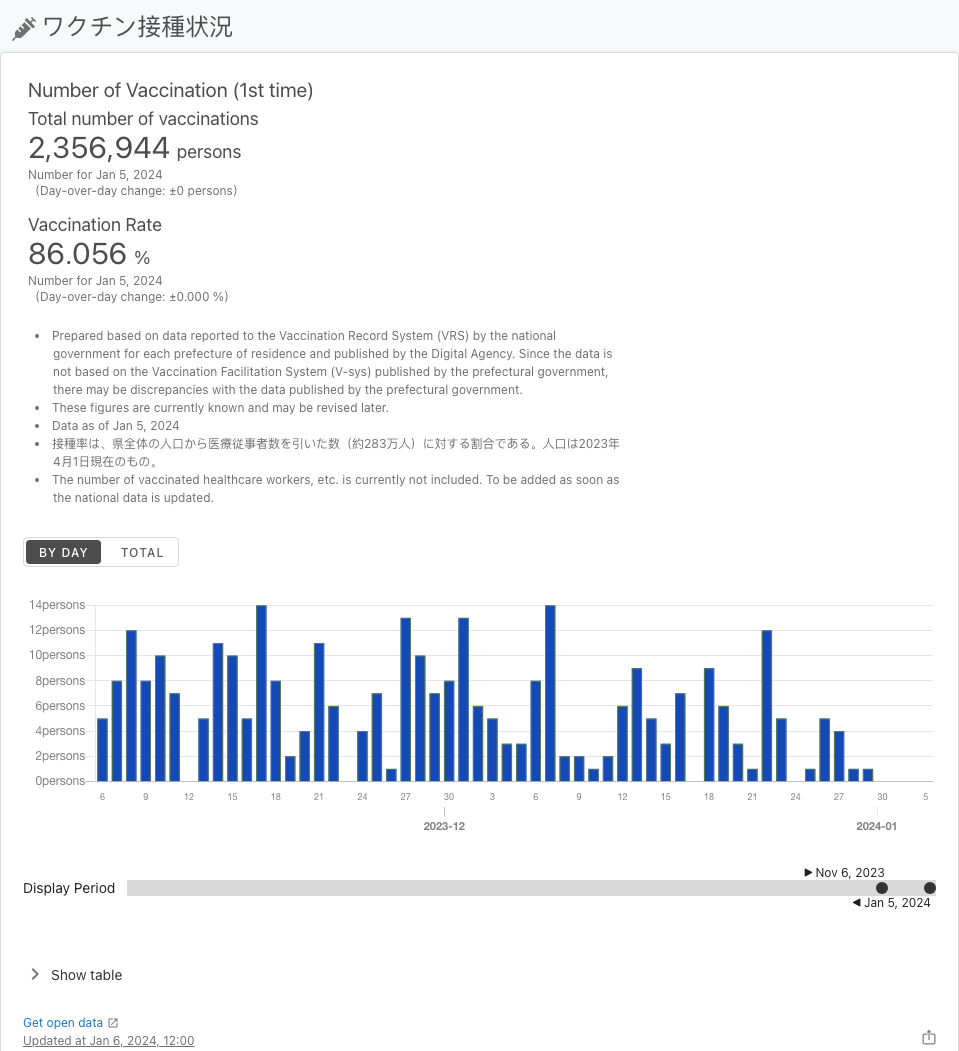 ワクチン接種状況
Number of Vaccination (1st time)
Total number of vaccinations
2,356,944 persons
Number for Jan 5, 2024
(Day-over-day change: ±0 persons)
Vaccination Rate
86.056 %
Number for Jan 5, 2024
(Day-over-day change: ±0.000 %)
• Prepared based on data reported to the Vaccination Record System (VRS) by the national
government for each prefecture of residence and published by the Digital Agency. Since the data is
not based on the Vaccination Facilitation System (V-sys) published by the prefectural government,
there may be discrepancies with the data published by the prefectural government.
• These figures are currently known and may be revised later.
• Data as of Jan 5, 2024
• 接種率は、県全体の人口から医療従事者数を引いた数（約283万人）に対する割合である。人口は2023年
4月1日現在のもの。
• The number of vaccinated healthcare workers, etc. is currently not included. To be added as soon as
the national data is updated.
BY DAY TOTAL
14persons
12persons
10persons
8persons
6persons
4persons
2persons
0persons
6 9 12 15 18 21 24 27 30 3 6 9 12 15 18 21 24 27 30 5
2023-12 2024-01
Nov 6, 2023
Display Period
Jan 5, 2024
Show table
Get open data
Updated at Jan 6, 2024, 12:00